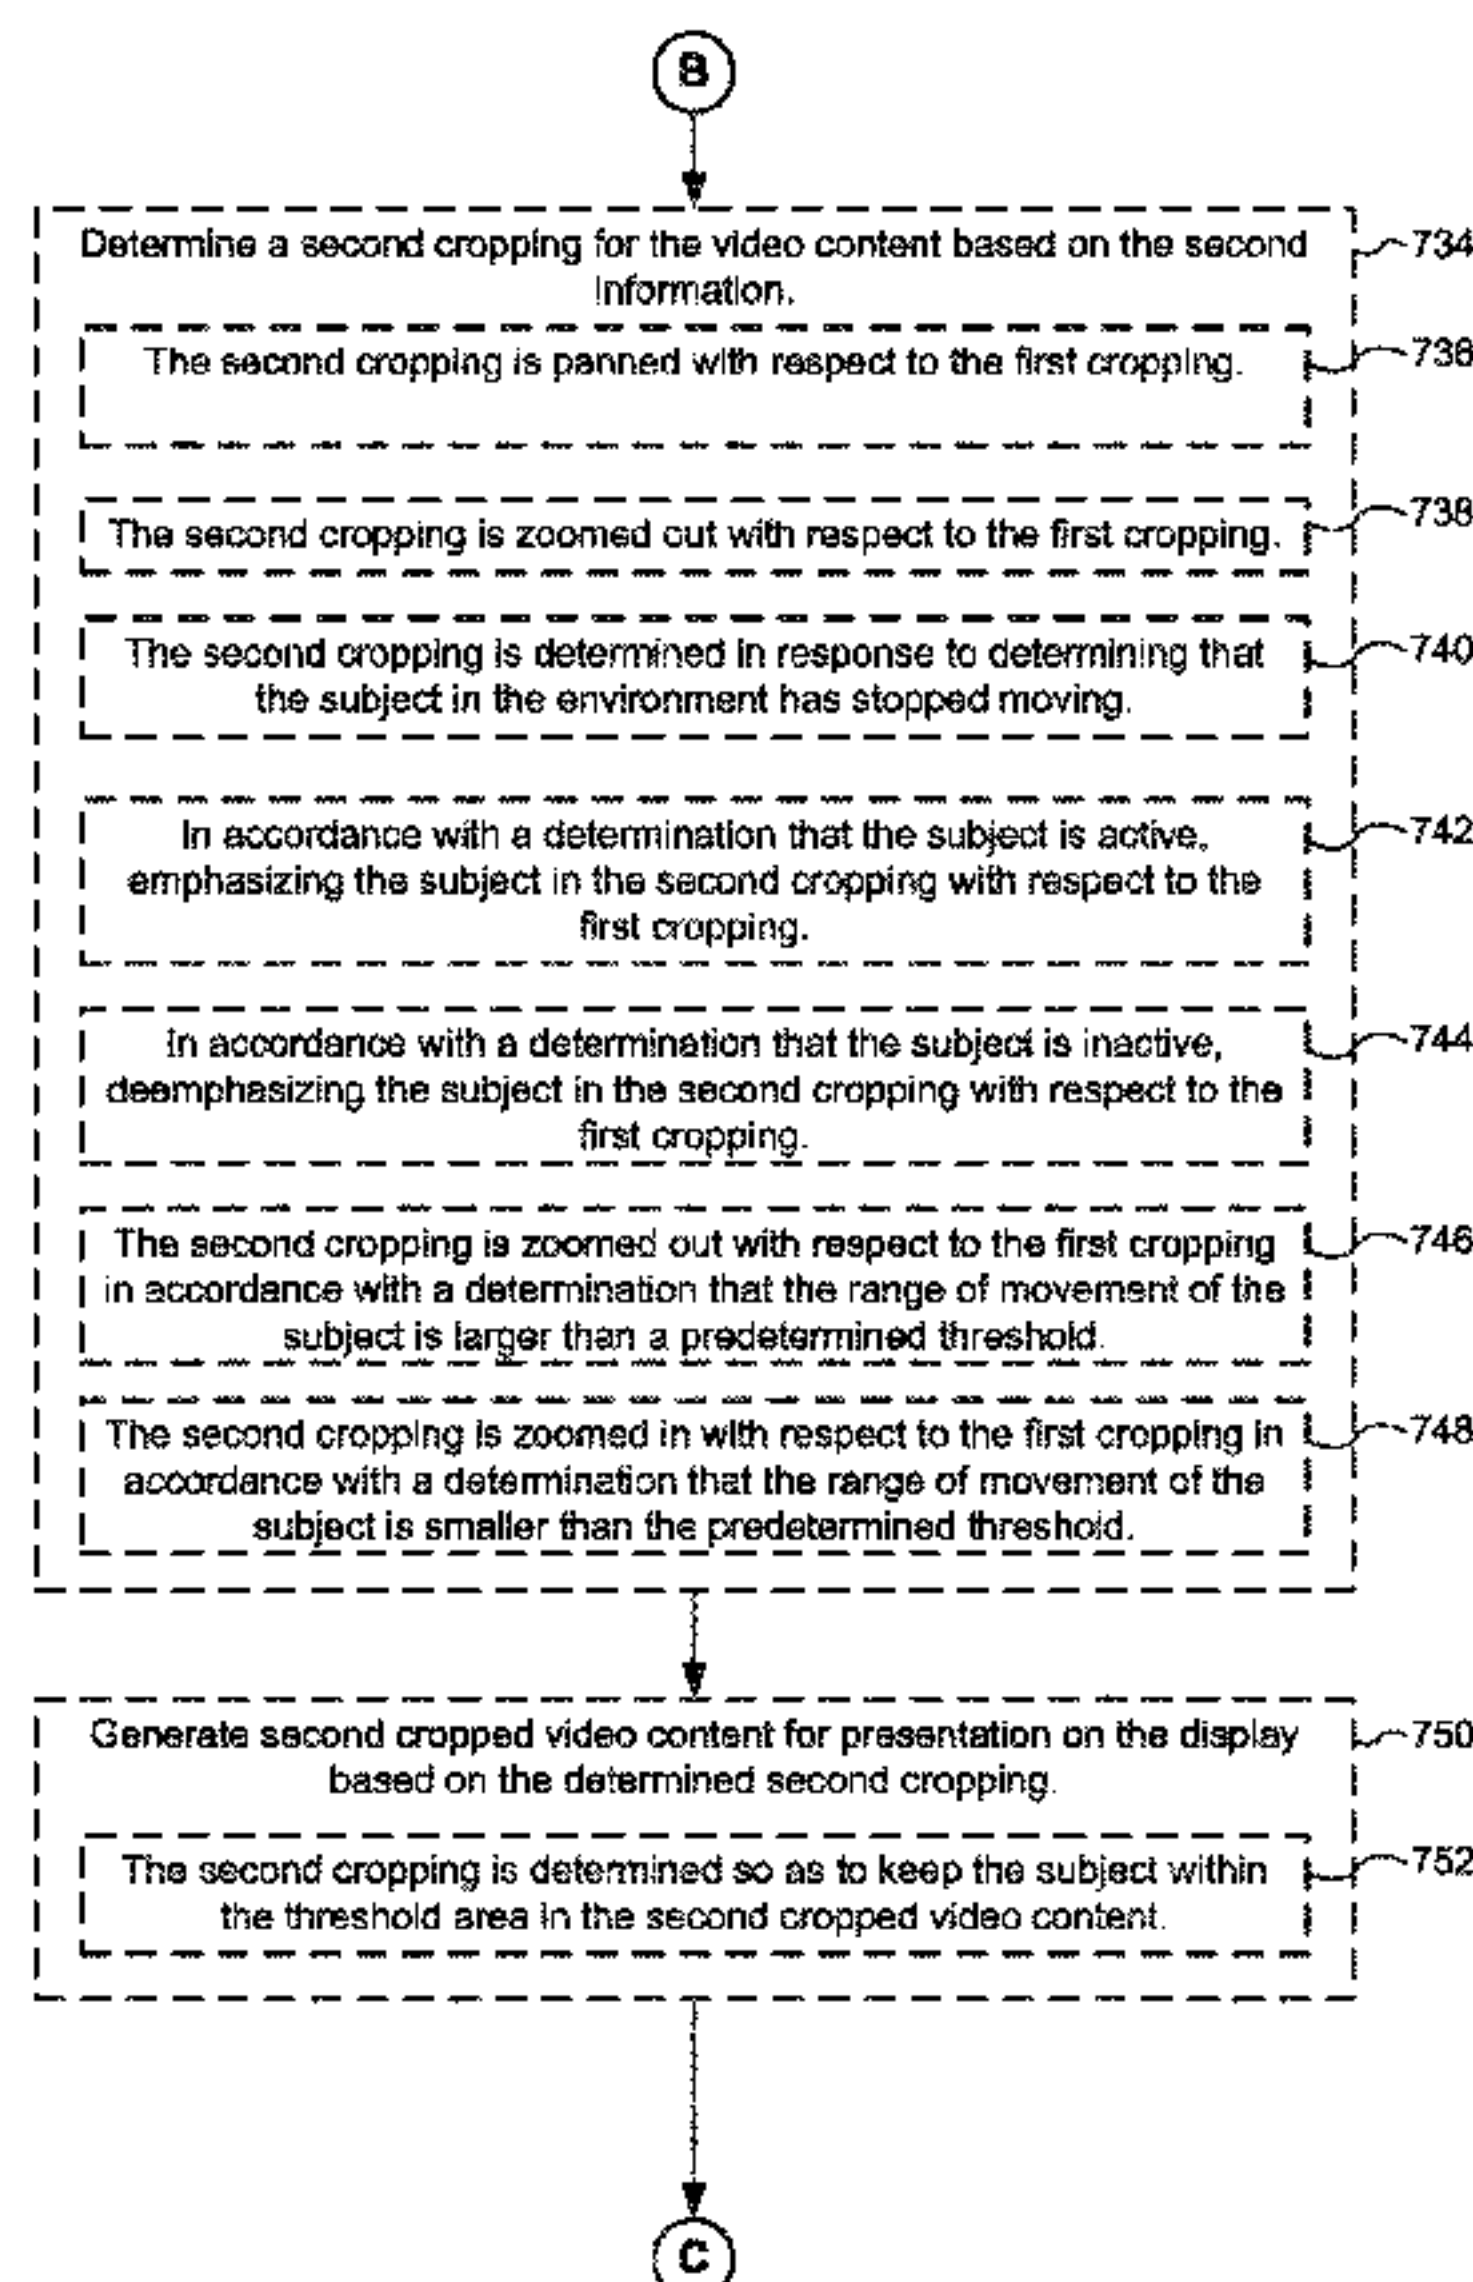 B
Determine a second cropping for the video content based on the second
information.
734
The second cropping is panned with respect to the first cropping.
736
The second cropping is zoomed out with respect to the first cropping.
738
The second cropping is determined in response to determining that
the subject in the environment has stopped moving.
740
In accordance with a determination that the subject is active,
emphasizing the subject in the second cropping with respect to the
first cropping.
742
In accordance with a determination that the subject is inactive,
deemphasizing the subject in the second cropping with respect to the
first cropping.
744
The second cropping is zoomed out with respect to the first cropping
in accordance with a determination that the range of movement of the
subject is larger than a predetermined threshold.
746
The second cropping is zoomed in with respect to the first cropping in
accordance with a determination that the range of movement of the
subject is smaller than the predetermined threshold.
748
Generate second cropped video content for presentation on the display
based on the determined second cropping.
750
The second cropping is determined so as to keep the subject within
the threshold area in the second cropped video content.
752
C